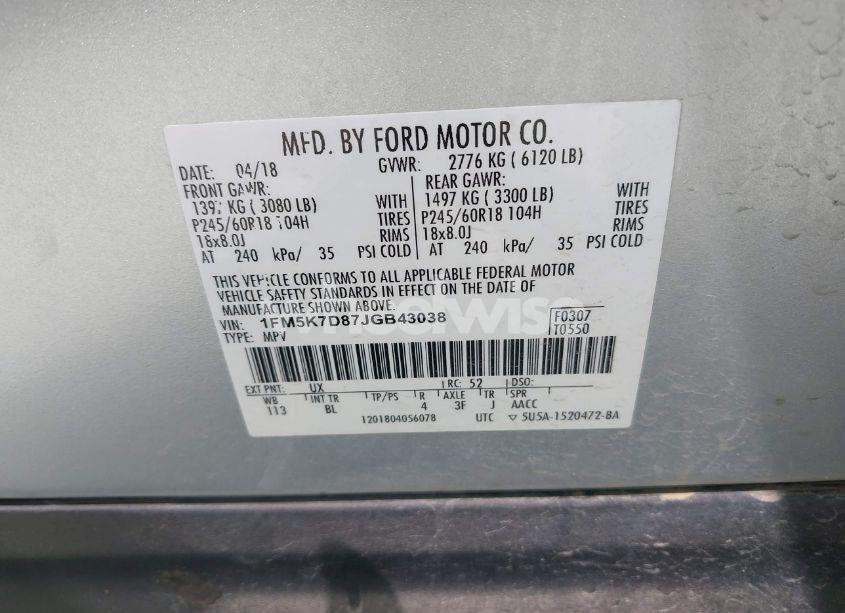 MFD. BY FORD MOTOR CO.
DATE: 04/18 GVWR: 2776 KG ( 6120 LB)
FRONT GAWR: REAR GAWR:
1397 KG ( 3080 LB) WITH 1497 KG ( 3300 LB) WITH
P245/60R18 104H TIRES P245/60R18 104H TIRES
18x8.0J RIMS 18x8.0J RIMS
AT 240 kPa/ 35 PSI COLD AT 240 kPa/ 35 PSI COLD
THIS VEHICLE CONFORMS TO ALL APPLICABLE FEDERAL MOTOR
VEHICLE SAFETY STANDARDS IN EFFECT ON THE DATE OF
MANUFACTURE SHOWN ABOVE.
VIN: 1FM5K7D87JGB43038 F0307
TYPE: MPV T0550
EXT PNT: UX RC: 52 DSO:
WB INT TR TP/PS R AXLE TR SPR
113 BL 4 3F J AACC
1201804056078 UTC ▽ 5U5A-1520472-BA